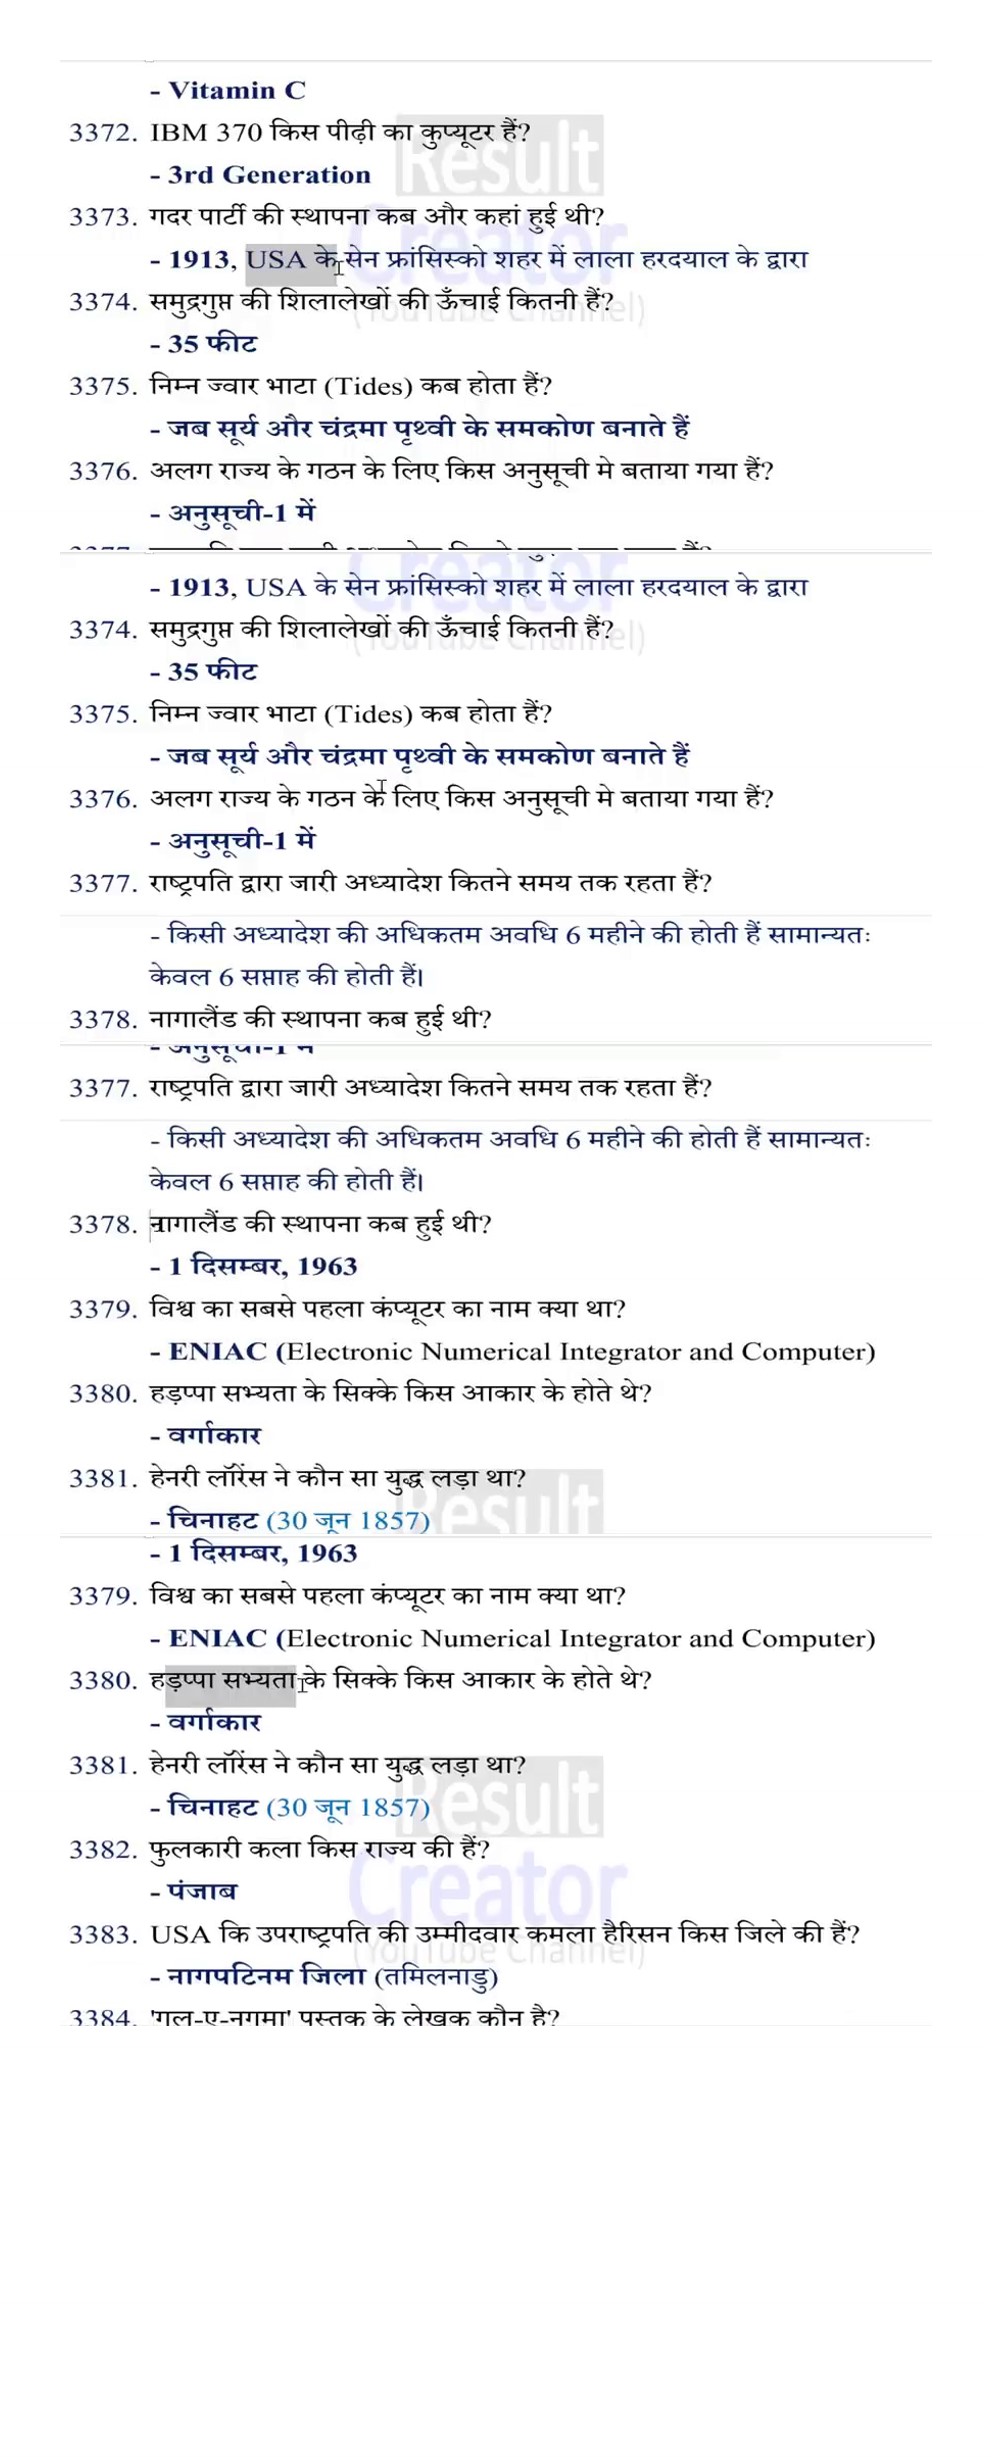 - Vitamin C
3372. IBM 370 किस पीढ़ी का कुप्यूटर हैं?
- 3rd Generation
3373. गदर पार्टी की स्थापना कब और कहां हुई थी?
- 1913, USA के सेन फ्रांसिस्को शहर में लाला हरदयाल के द्वारा
3374. समुद्रगुप्त की शिलालेखों की ऊँचाई कितनी हैं?
- 35 फीट
3375. निम्न ज्वार भाटा (Tides) कब होता हैं?
- जब सूर्य और चंद्रमा पृथ्वी के समकोण बनाते हैं
3376. अलग राज्य के गठन के लिए किस अनुसूची मे बताया गया हैं?
- अनुसूची-1 में
- 1913, USA के सेन फ्रांसिस्को शहर में लाला हरदयाल के द्वारा
3374. समुद्रगुप्त की शिलालेखों की ऊँचाई कितनी हैं?
- 35 फीट
3375. निम्न ज्वार भाटा (Tides) कब होता हैं?
- जब सूर्य और चंद्रमा पृथ्वी के समकोण बनाते हैं
3376. अलग राज्य के गठन के लिए किस अनुसूची मे बताया गया हैं?
- अनुसूची-1 में
3377. राष्ट्रपति द्वारा जारी अध्यादेश कितने समय तक रहता हैं?
- किसी अध्यादेश की अधिकतम अवधि 6 महीने की होती हैं सामान्यतः
केवल 6 सप्ताह की होती हैं।
3378. नागालैंड की स्थापना कब हुई थी?
- अनुसूची-1 में
3377. राष्ट्रपति द्वारा जारी अध्यादेश कितने समय तक रहता हैं?
- किसी अध्यादेश की अधिकतम अवधि 6 महीने की होती हैं सामान्यतः
केवल 6 सप्ताह की होती हैं।
3378. नागालैंड की स्थापना कब हुई थी?
- 1 दिसम्बर, 1963
3379. विश्व का सबसे पहला कंप्यूटर का नाम क्या था?
- ENIAC (Electronic Numerical Integrator and Computer)
3380. हड़प्पा सभ्यता के सिक्के किस आकार के होते थे?
- वर्गाकार
3381. हेनरी लॉरेंस ने कौन सा युद्ध लड़ा था?
- चिनाहट (30 जून 1857)
- 1 दिसम्बर, 1963
3379. विश्व का सबसे पहला कंप्यूटर का नाम क्या था?
- ENIAC (Electronic Numerical Integrator and Computer)
3380. हड़प्पा सभ्यता के सिक्के किस आकार के होते थे?
- वर्गाकार
3381. हेनरी लॉरेंस ने कौन सा युद्ध लड़ा था?
- चिनाहट (30 जून 1857)
3382. फुलकारी कला किस राज्य की हैं?
- पंजाब
3383. USA कि उपराष्ट्रपति की उम्मीदवार कमला हैरिसन किस जिले की हैं?
- नागपटिनम जिला (तमिलनाडु)
3384. 'गुल-ए-नगमा' पुस्तक के लेखक कौन है?
Result
Creator
(YouTube Channel)